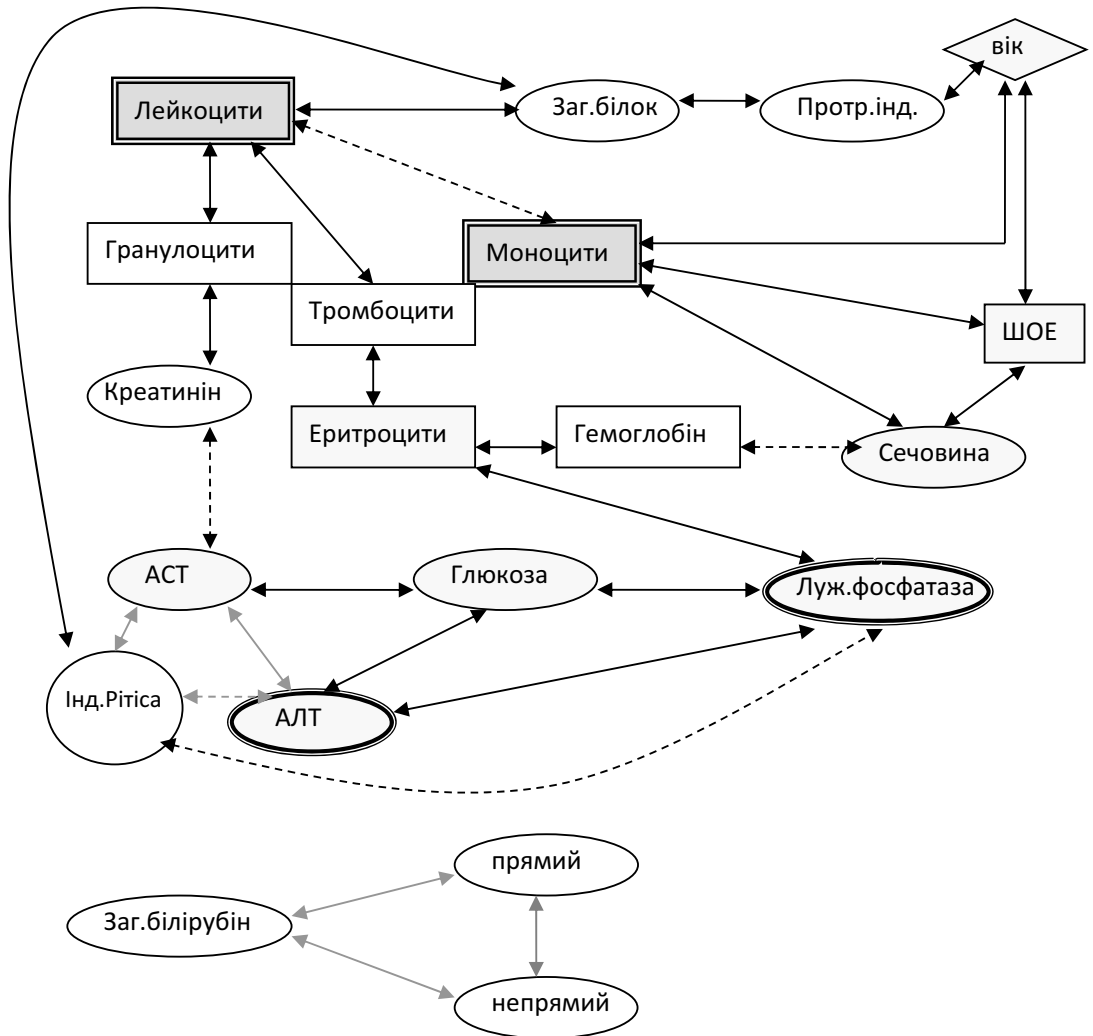 вік
Лейкоцити
Заг.білок
Протр.інд.
Гранулоцити
Моноцити
Тромбоцити
ШОЕ
Креатинін
Еритроцити
Гемоглобін
Сечовина
АСТ
Глюкоза
Луж.фосфатаза
Інд.Рітіса
АЛТ
прямий
Заг.білірубін
непрямий